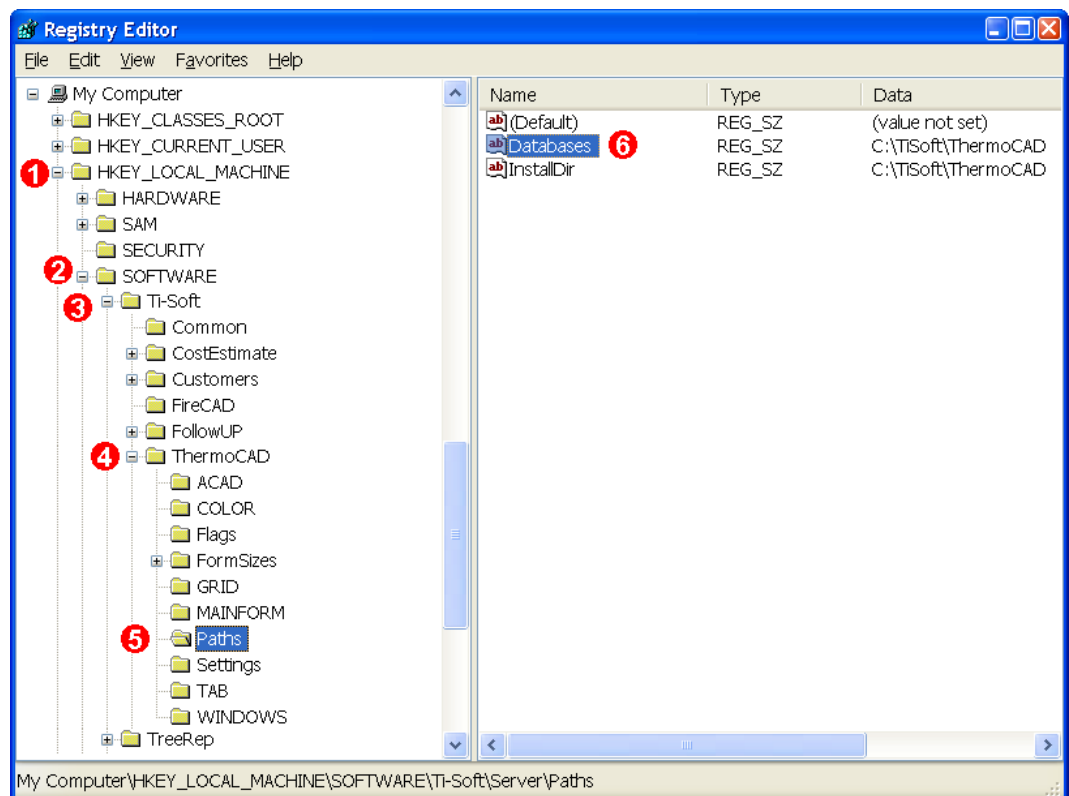 Registry Editor
File Edit View Favorites Help
My Computer
HKEY_CLASSES_ROOT
HKEY_CURRENT_USER
1 HKEY_LOCAL_MACHINE
HARDWARE
SAM
SECURITY
2 SOFTWARE
3 Ti-Soft
Common
CostEstimate
Customers
FireCAD
FollowUP
4 ThermoCAD
ACAD
COLOR
Flags
FormSizes
GRID
MAINFORM
5 Paths
Settings
TAB
WINDOWS
TreeRep
Name Type Data
ab (Default) REG_SZ (value not set)
ab Databases 6 REG_SZ C:\TiSoft\ThermoCAD
ab InstallDir REG_SZ C:\TiSoft\ThermoCAD
My Computer\HKEY_LOCAL_MACHINE\SOFTWARE\Ti-Soft\Server\Paths